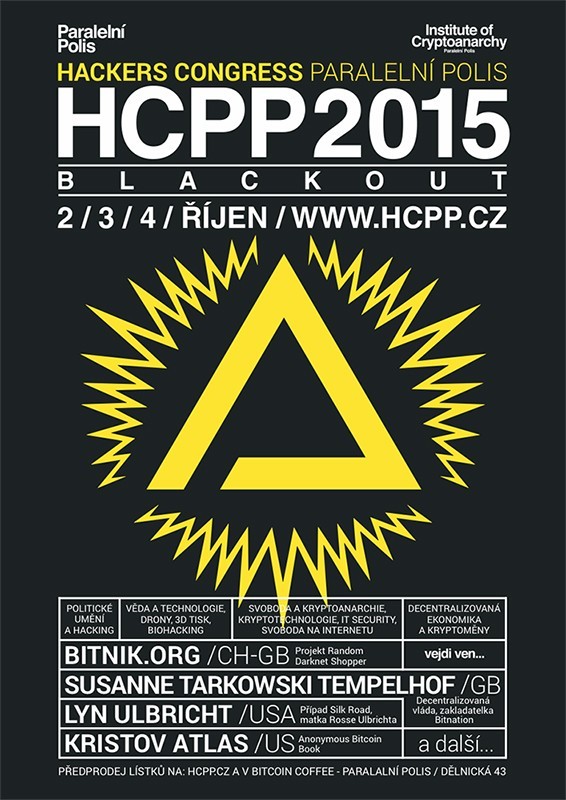 Paralelní
Polis
Institute of
Cryptoanarchy
Paralelní Polis
HACKERS CONGRESS PARALELNÍ POLIS
HCPP2015
BLACKOUT
2 / 3 / 4 / ŘÍJEN / WWW.HCPP.CZ
POLITICKÉ
UMĚNÍ
A HACKING
VĚDA A TECHNOLOGIE,
DRONY, 3D TISK,
BIOHACKING
SVOBODA A KRYPTOANARCHIE,
KRYPTOTECHNOLOGIE, IT SECURITY,
SVOBODA NA INTERNETU
DECENTRALIZOVANÁ
EKONOMIKA
A KRYPTOMĚNY
BITNIK.ORG /CH-GB
Projekt Random
Darknet Shopper
vejdi ven...
SUSANNE TARKOWSKI TEMPELHOF /GB
Decentralizovaná
vláda, zakladatelka
Bitnation
LYN ULBRICHT /USA
Případ Silk Road,
matka Rosse Ulbrichta
KRISTOV ATLAS /US
Anonymous Bitcoin
Book
a další...
PŘEDPRODEJ LÍSTKŮ NA: HCPP.CZ A V BITCOIN COFFEE - PARALALNÍ POLIS / DĚLNICKÁ 43